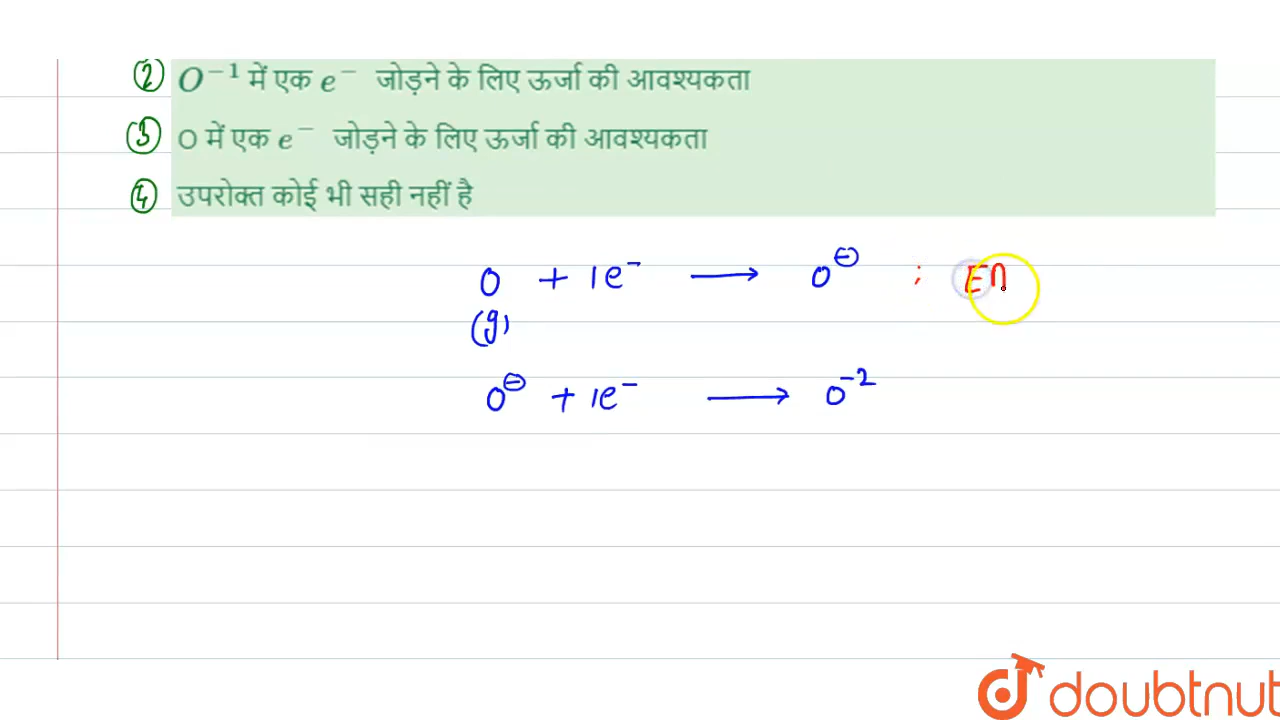 (2) O⁻¹ में एक e⁻ जोड़ने के लिए ऊर्जा की आवश्यकता
(3) O में एक e⁻ जोड़ने के लिए ऊर्जा की आवश्यकता
(4) उपरोक्त कोई भी सही नहीं है
O + 1e⁻ ⟶ O⊖ ; En
(g)
O⊖ + 1e⁻ ⟶ O⁻²
doubtnut